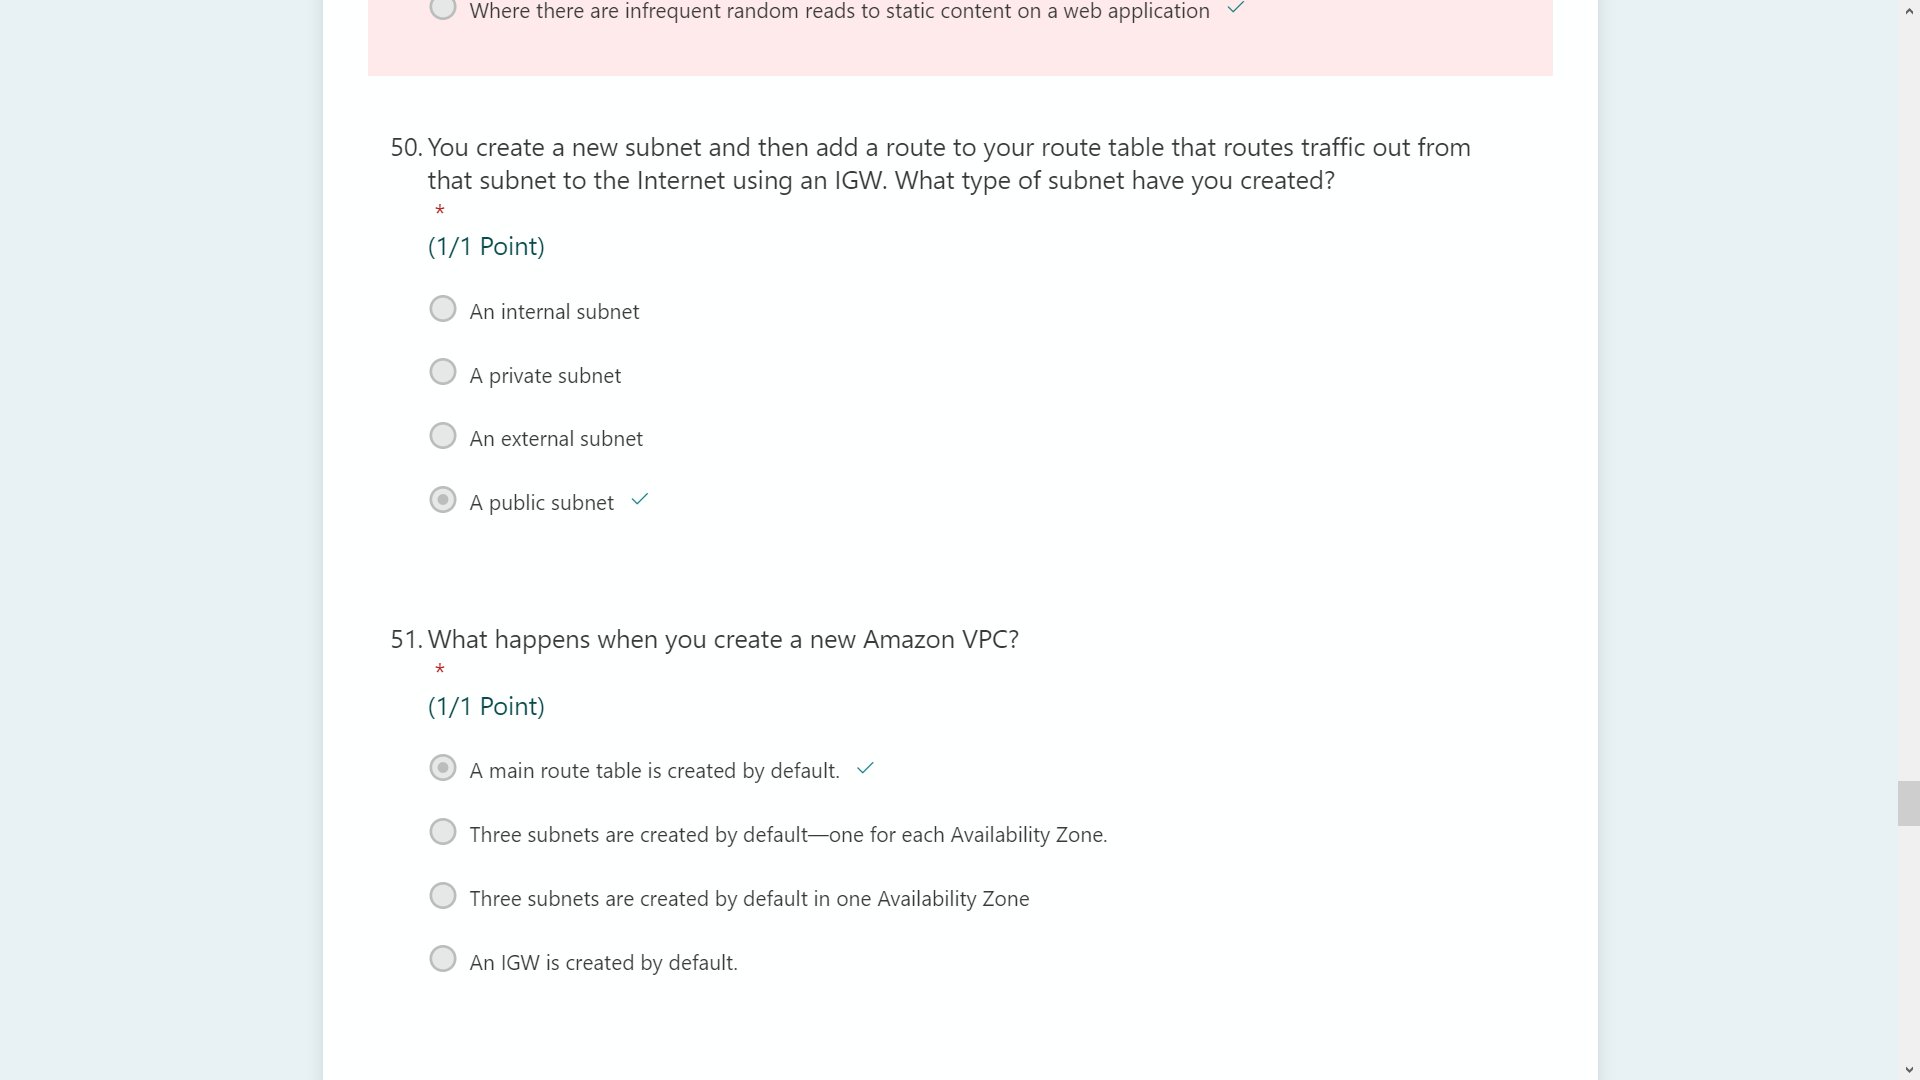 Where there are infrequent random reads to static content on a web application
50. You create a new subnet and then add a route to your route table that routes traffic out from
that subnet to the Internet using an IGW. What type of subnet have you created?
*
(1/1 Point)
An internal subnet
A private subnet
An external subnet
A public subnet
51. What happens when you create a new Amazon VPC?
*
(1/1 Point)
A main route table is created by default.
Three subnets are created by default—one for each Availability Zone.
Three subnets are created by default in one Availability Zone
An IGW is created by default.